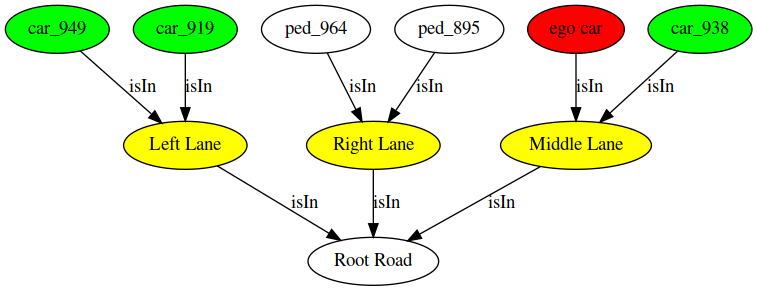 car_949
car_919
ped_964
ped_895
ego car
car_938
isIn
isIn
isIn
isIn
isIn
isIn
Left Lane
Right Lane
Middle Lane
isIn
isIn
isIn
Root Road